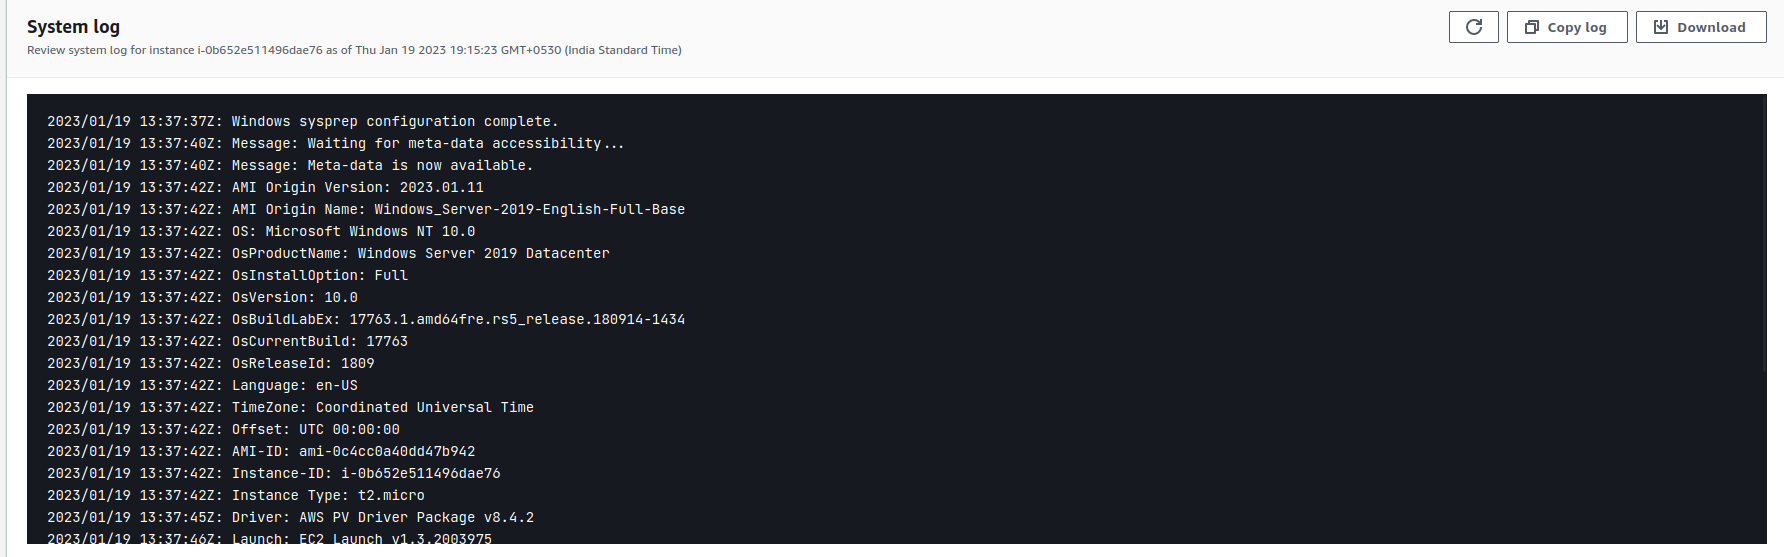 System log
Review system log for instance i-0b652e511496dae76 as of Thu Jan 19 2023 19:15:23 GMT+0530 (India Standard Time)
Copy log
Download
2023/01/19 13:37:37Z: Windows sysprep configuration complete.
2023/01/19 13:37:40Z: Message: Waiting for meta-data accessibility...
2023/01/19 13:37:40Z: Message: Meta-data is now available.
2023/01/19 13:37:42Z: AMI Origin Version: 2023.01.11
2023/01/19 13:37:42Z: AMI Origin Name: Windows_Server-2019-English-Full-Base
2023/01/19 13:37:42Z: OS: Microsoft Windows NT 10.0
2023/01/19 13:37:42Z: OsProductName: Windows Server 2019 Datacenter
2023/01/19 13:37:42Z: OsInstallOption: Full
2023/01/19 13:37:42Z: OsVersion: 10.0
2023/01/19 13:37:42Z: OsBuildLabEx: 17763.1.amd64fre.rs5_release.180914-1434
2023/01/19 13:37:42Z: OsCurrentBuild: 17763
2023/01/19 13:37:42Z: OsReleaseId: 1809
2023/01/19 13:37:42Z: Language: en-US
2023/01/19 13:37:42Z: TimeZone: Coordinated Universal Time
2023/01/19 13:37:42Z: Offset: UTC 00:00:00
2023/01/19 13:37:42Z: AMI-ID: ami-0c4cc0a40dd47b942
2023/01/19 13:37:42Z: Instance-ID: i-0b652e511496dae76
2023/01/19 13:37:42Z: Instance Type: t2.micro
2023/01/19 13:37:45Z: Driver: AWS PV Driver Package v8.4.2
2023/01/19 13:37:46Z: Launch: EC2 Launch v1.3.2003975